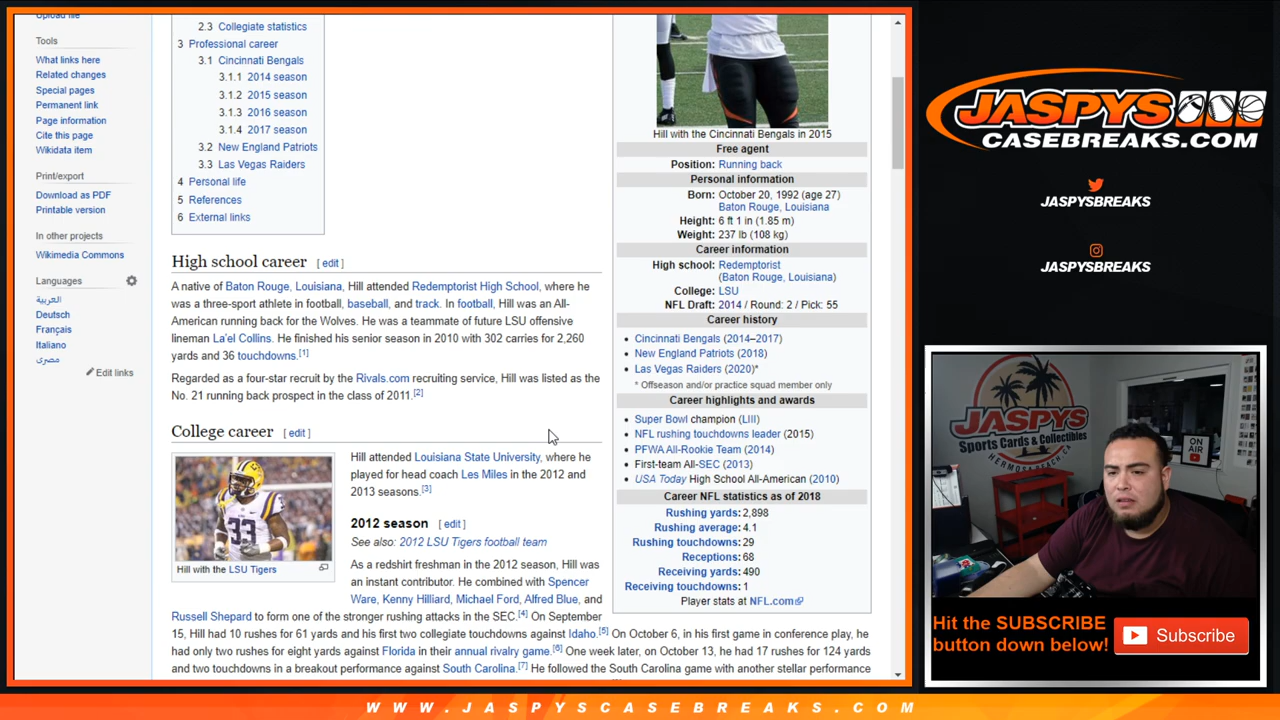 Upload file
Tools
What links here
Related changes
Special pages
Permanent link
Page information
Cite this page
Wikidata item
Print/export
Download as PDF
Printable version
In other projects
Wikimedia Commons
Languages
العربية
Deutsch
Français
Italiano
مصرى
Edit links
2.3 Collegiate statistics
3 Professional career
3.1 Cincinnati Bengals
3.1.1 2014 season
3.1.2 2015 season
3.1.3 2016 season
3.1.4 2017 season
3.2 New England Patriots
3.3 Las Vegas Raiders
4 Personal life
5 References
6 External links
High school career [ edit ]
A native of Baton Rouge, Louisiana, Hill attended Redemptorist High School, where he
was a three-sport athlete in football, baseball, and track. In football, Hill was an All-
American running back for the Wolves. He was a teammate of future LSU offensive
lineman La'el Collins. He finished his senior season in 2010 with 302 carries for 2,260
yards and 36 touchdowns.[1]
Regarded as a four-star recruit by the Rivals.com recruiting service, Hill was listed as the
No. 21 running back prospect in the class of 2011.[2]
College career [ edit ]
33
Hill with the LSU Tigers
Hill attended Louisiana State University, where he
played for head coach Les Miles in the 2012 and
2013 seasons.[3]
2012 season [ edit ]
See also: 2012 LSU Tigers football team
As a redshirt freshman in the 2012 season, Hill was
an instant contributor. He combined with Spencer
Ware, Kenny Hilliard, Michael Ford, Alfred Blue, and
Russell Shepard to form one of the stronger rushing attacks in the SEC.[4] On September
15, Hill had 10 rushes for 61 yards and his first two collegiate touchdowns against Idaho.[5] On October 6, in his first game in conference play, he
had only two rushes for eight yards against Florida in their annual rivalry game.[6] One week later, on October 13, he had 17 rushes for 124 yards
and two touchdowns in a breakout performance against South Carolina.[7] He followed the South Carolina game with another stellar performance
Hill with the Cincinnati Bengals in 2015
Free agent
Position: Running back
Personal information
Born: October 20, 1992 (age 27)
Baton Rouge, Louisiana
Height: 6 ft 1 in (1.85 m)
Weight: 237 lb (108 kg)
Career information
High school: Redemptorist
(Baton Rouge, Louisiana)
College: LSU
NFL Draft: 2014 / Round: 2 / Pick: 55
Career history
• Cincinnati Bengals (2014–2017)
• New England Patriots (2018)
• Las Vegas Raiders (2020)*
* Offseason and/or practice squad member only
Career highlights and awards
• Super Bowl champion (LIII)
• NFL rushing touchdowns leader (2015)
• PFWA All-Rookie Team (2014)
• First-team All-SEC (2013)
• USA Today High School All-American (2010)
Career NFL statistics as of 2018
Rushing yards: 2,898
Rushing average: 4.1
Rushing touchdowns: 29
Receptions: 68
Receiving yards: 490
Receiving touchdowns: 1
Player stats at NFL.com
JASPYS
CASEBREAKS.COM
JASPYSBREAKS
JASPYSBREAKS
JASPYS
Sports Cards & Collectibles
HERMOSA BEACH, CA
ON
AIR
Hit the SUBSCRIBE
button down below!
Subscribe
WWW.JASPYSCASEBREAKS.COM